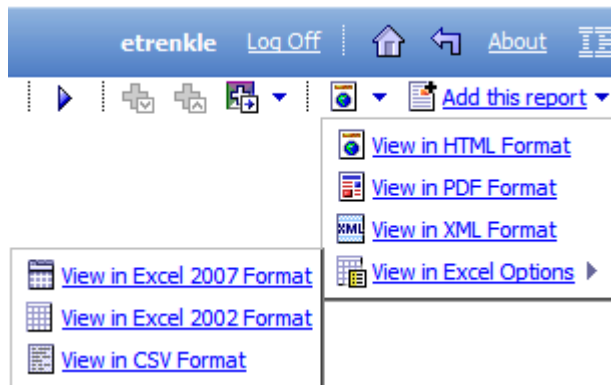 etrenkle Log Off About
Add this report
View in HTML Format
View in PDF Format
XML View in XML Format
View in Excel Options
View in Excel 2007 Format
View in Excel 2002 Format
View in CSV Format